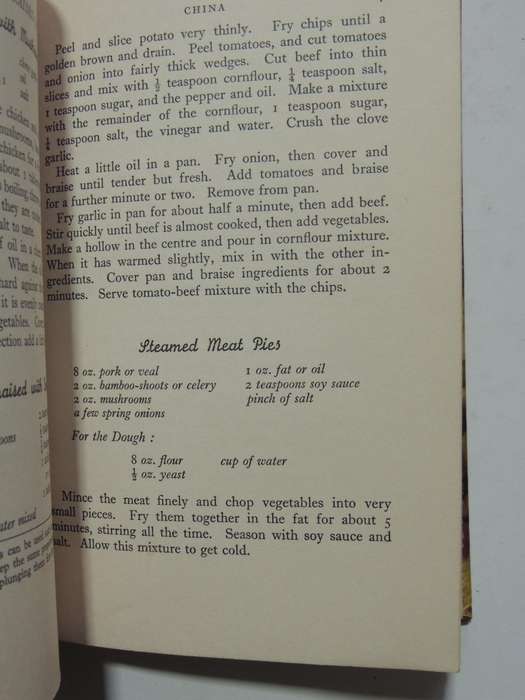 CHINA
Peel and slice potato very thinly. Fry chips until a
golden brown and drain. Peel tomatoes, and cut tomatoes
and onion into fairly thick wedges. Cut beef into thin
slices and mix with ½ teaspoon cornflour, ¼ teaspoon salt,
1 teaspoon sugar, and the pepper and oil. Make a mixture
with the remainder of the cornflour, 1 teaspoon sugar,
¼ teaspoon salt, the vinegar and water. Crush the clove
garlic.
Heat a little oil in a pan. Fry onion, then cover and
braise until tender but fresh. Add tomatoes and braise
for a further minute or two. Remove from pan.
Fry garlic in pan for about half a minute, then add beef.
Stir quickly until beef is almost cooked, then add vegetables.
Make a hollow in the centre and pour in cornflour mixture.
When it has warmed slightly, mix in with the other in-
gredients. Cover pan and braise ingredients for about 2
minutes. Serve tomato-beef mixture with the chips.
Steamed Meat Pies
8 oz. pork or veal 1 oz. fat or oil
2 oz. bamboo-shoots or celery 2 teaspoons soy sauce
2 oz. mushrooms pinch of salt
a few spring onions
For the Dough :
8 oz. flour cup of water
½ oz. yeast
Mince the meat finely and chop vegetables into very
small pieces. Fry them together in the fat for about 5
minutes, stirring all the time. Season with soy sauce and
salt. Allow this mixture to get cold.